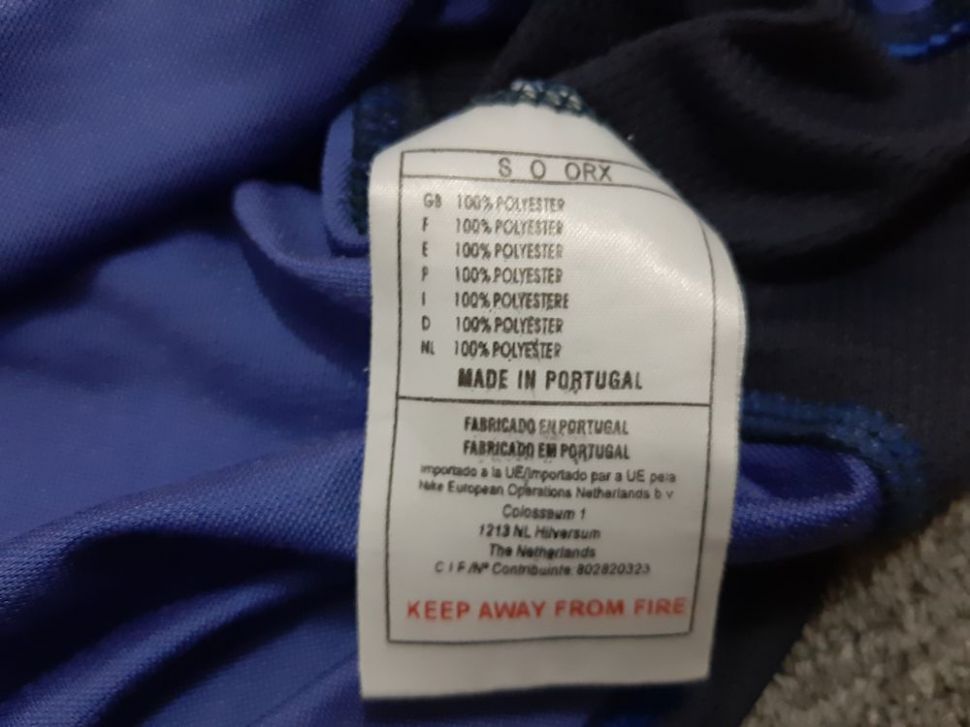 S O ORX
GB 100% POLYESTER
F 100% POLYESTER
E 100% POLYESTER
P 100% POLYESTER
I 100% POLYESTERE
D 100% POLYESTER
NL 100% POLYESTER
MADE IN PORTUGAL
FABRICADO EN PORTUGAL
FABRICADO EM PORTUGAL
importado a la UE/Importado par a UE pela
Nike European Operations Netherlands b v
Colosseum 1
1213 NL Hilversum
The Netherlands
C I F /Nº Contribuinte: 802820323
KEEP AWAY FROM FIRE